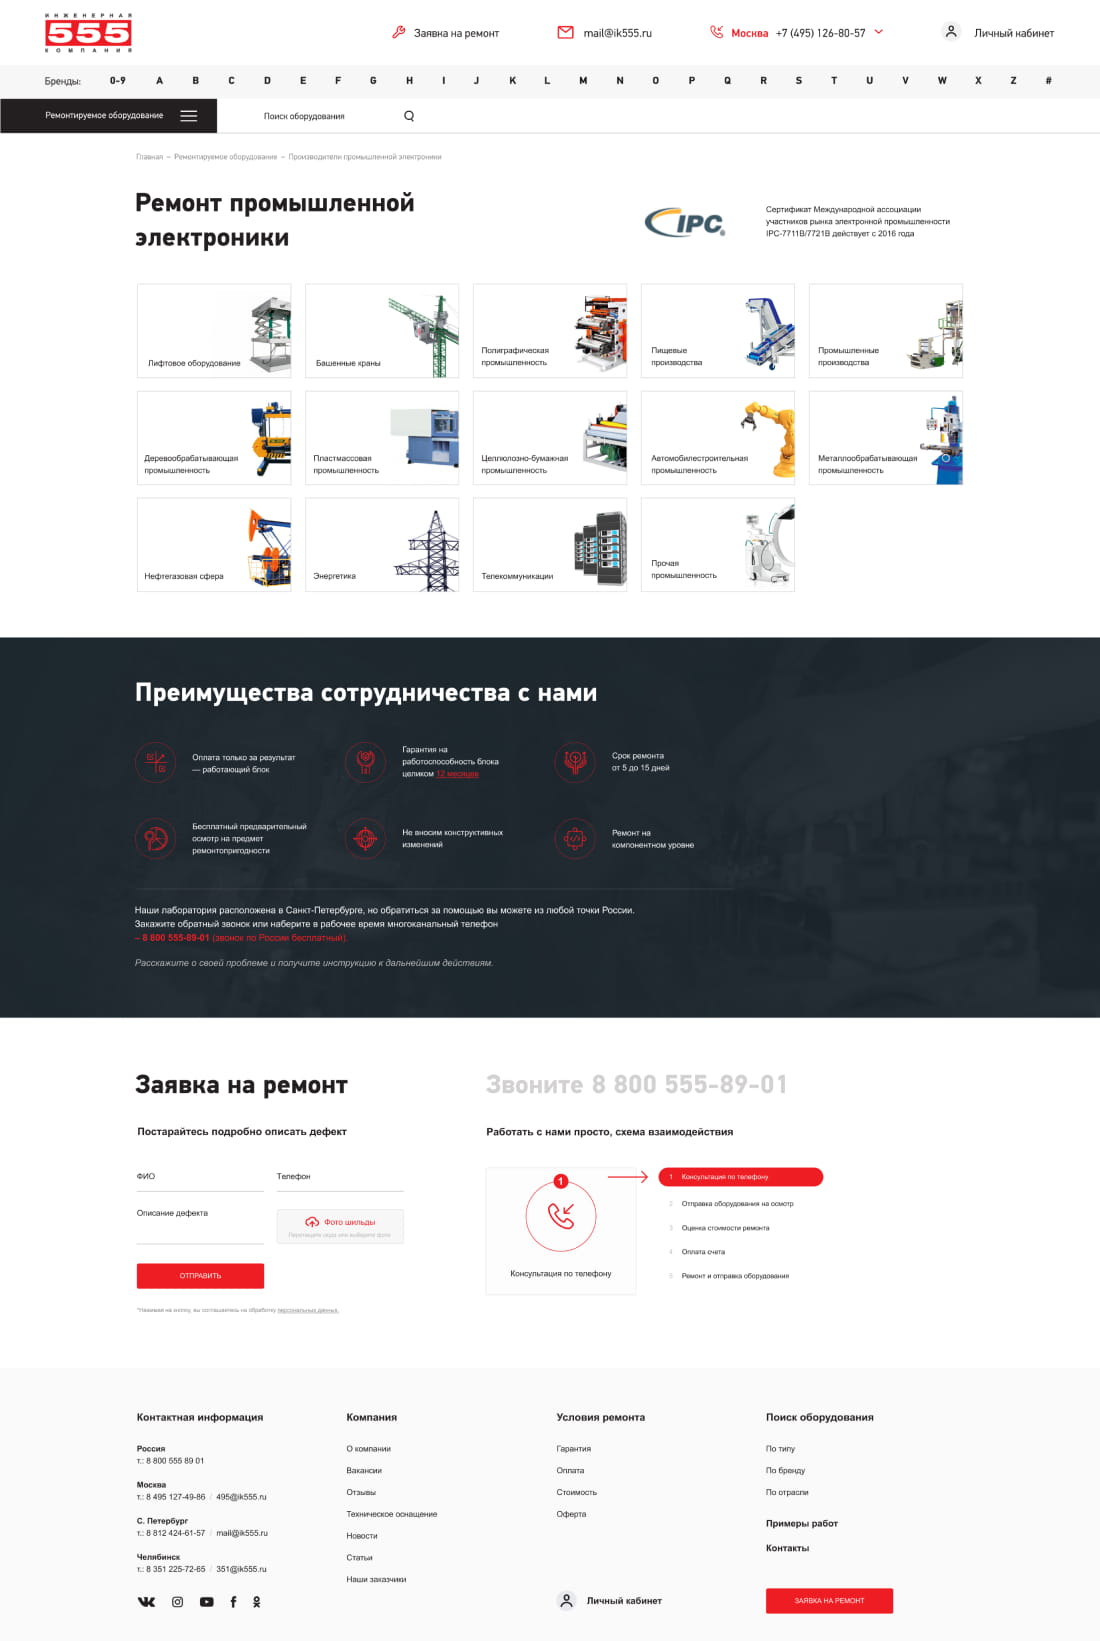 ИНЖЕНЕРНАЯ
555
КОМПАНИЯ
Заявка на ремонт
mail@ik555.ru
Москва +7 (495) 126-80-57
Личный кабинет
Бренды: 0-9 A B C D E F G H I J K L M N O P Q R S T U V W X Z #
Ремонтируемое оборудование
Поиск оборудования
Главная – Ремонтируемое оборудование – Производители промышленной электроники
Ремонт промышленной
электроники
IPC®
Сертификат Международной ассоциации
участников рынка электронной промышленности
IPC-7711B/7721B действует с 2016 года
Лифтовое оборудование
Башенные краны
Полиграфическая
промышленность
Пищевые
производства
Промышленные
производства
Деревообрабатывающая
промышленность
Пластмассовая
промышленность
Целлюлозно-бумажная
промышленность
Автомобилестроительная
промышленность
Металлообрабатывающая
промышленность
Нефтегазовая сфера
Энергетика
Телекоммуникации
Прочая
промышленность
Преимущества сотрудничества с нами
Оплата только за результат
— работающий блок
Гарантия на
работоспособность блока
целиком 12 месяцев
Срок ремонта
от 5 до 15 дней
Бесплатный предварительный
осмотр на предмет
ремонтопригодности
Не вносим конструктивных
изменений
Ремонт на
компонентном уровне
Наши лаборатория расположена в Санкт-Петербурге, но обратиться за помощью вы можете из любой точки России.
Закажите обратный звонок или наберите в рабочее время многоканальный телефон
– 8 800 555-89-01 (звонок по России бесплатный).
Расскажите о своей проблеме и получите инструкцию к дальнейшим действиям.
Заявка на ремонт
Постарайтесь подробно описать дефект
ФИО
Телефон
Описание дефекта
Фото шильды
Перетащите сюда или выберите фото
ОТПРАВИТЬ
*Нажимая на кнопку, вы соглашаетесь на обработку персональных данных.
Звоните 8 800 555-89-01
Работать с нами просто, схема взаимодействия
1
Консультация по телефону
1 Консультация по телефону
2 Отправка оборудования на осмотр
3 Оценка стоимости ремонта
4 Оплата счета
5 Ремонт и отправка оборудования
Контактная информация
Россия
т.: 8 800 555 89 01
Москва
т.: 8 495 127-49-86 / 495@ik555.ru
С. Петербург
т.: 8 812 424-61-57 / mail@ik555.ru
Челябинск
т.: 8 351 225-72-65 / 351@ik555.ru
Компания
О компании
Вакансии
Отзывы
Техническое оснащение
Новости
Статьи
Наши заказчики
Условия ремонта
Гарантия
Оплата
Стоимость
Оферта
Личный кабинет
Поиск оборудования
По типу
По бренду
По отрасли
Примеры работ
Контакты
ЗАЯВКА НА РЕМОНТ